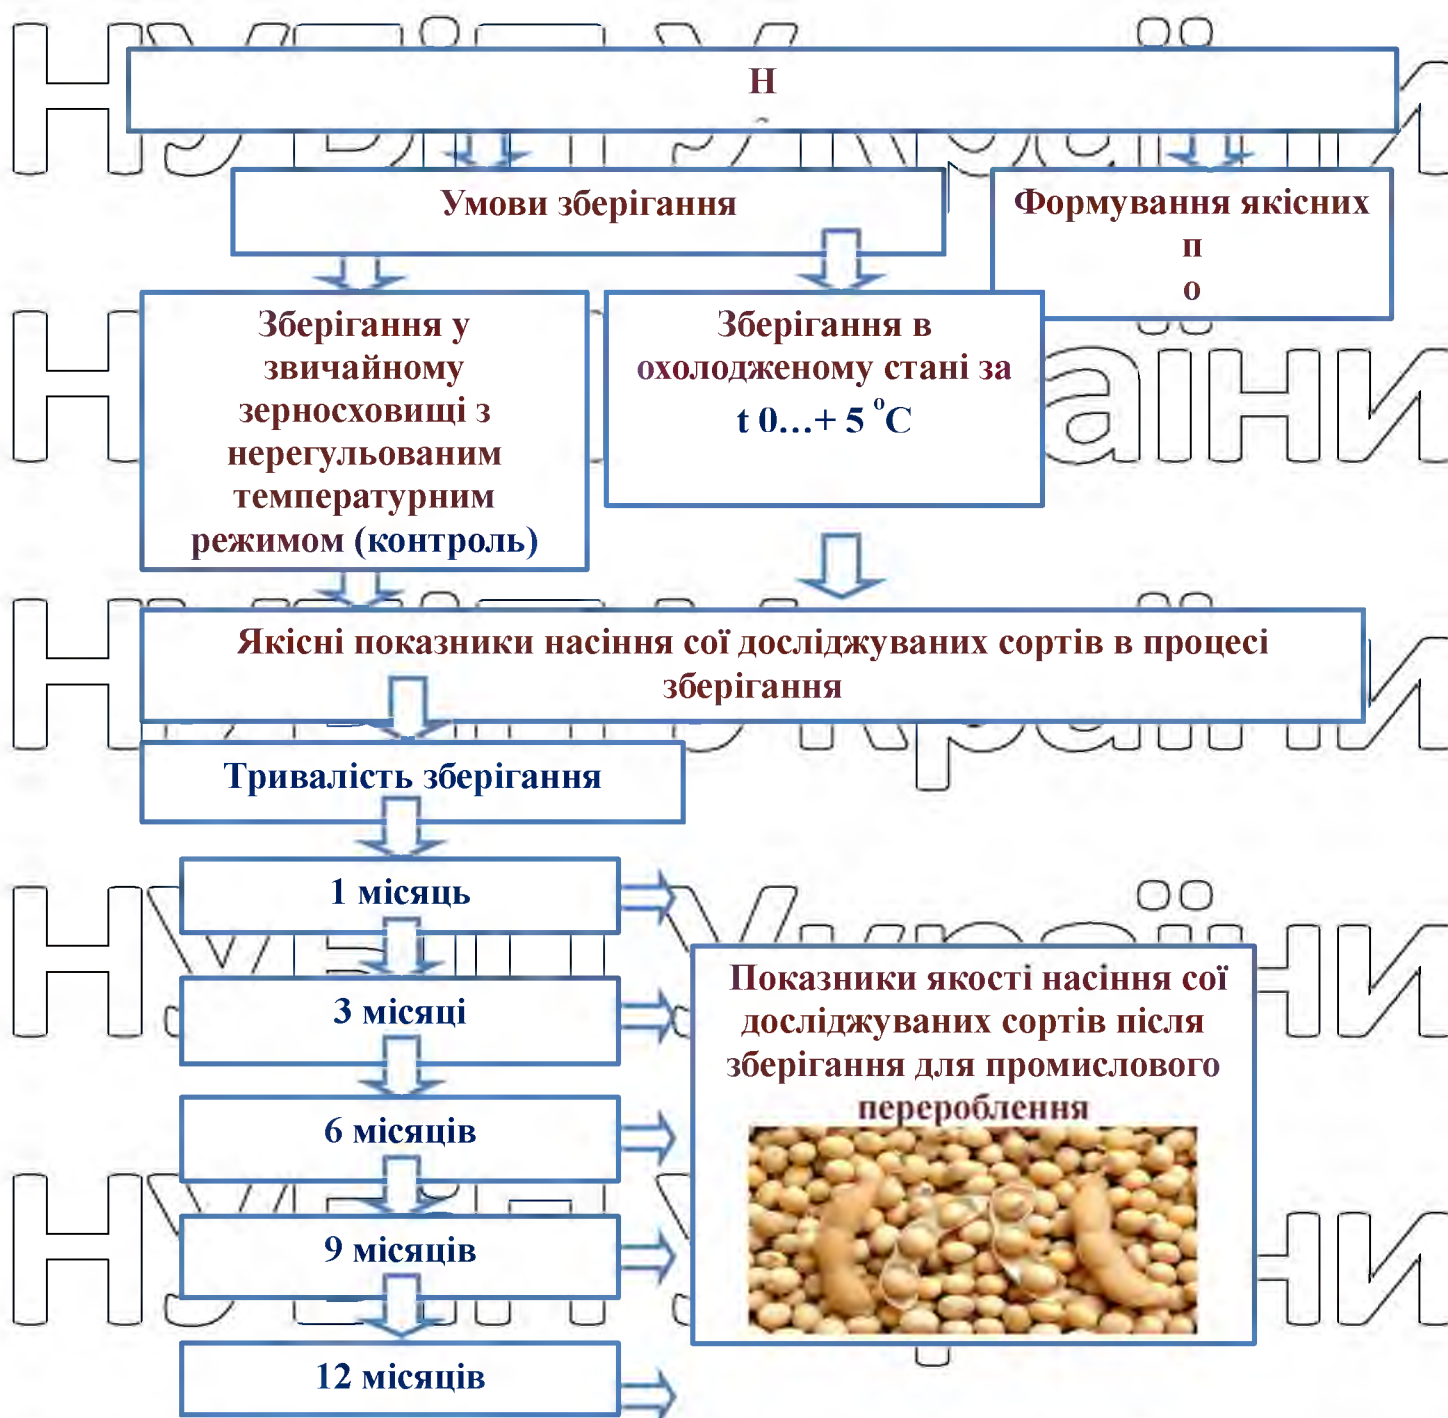 НУБіП України
Н
Умови зберігання
Формування якісних
п
о
Зберігання у
звичайному
зерносховищі з
нерегульованим
температурним
режимом (контроль)
Зберігання в
охолодженому стані за
t 0...+ 5 °C
Якісні показники насіння сої досліджуваних сортів в процесі
зберігання
Тривалість зберігання
1 місяць
3 місяці
6 місяців
9 місяців
12 місяців
Показники якості насіння сої
досліджуваних сортів після
зберігання для промислового
перероблення